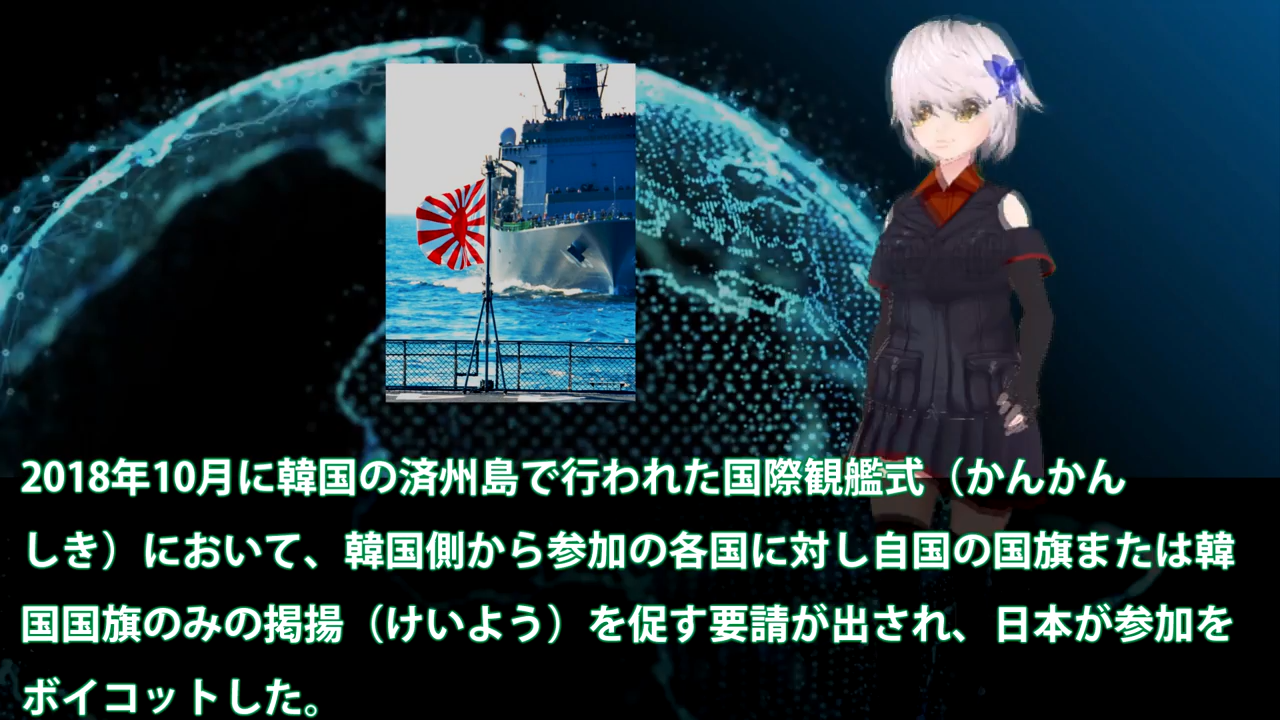 2018年10月に韓国の済州島で行われた国際観艦式（かんかん
しき）において、韓国側から参加の各国に対し自国の国旗または韓
国国旗のみの掲揚（けいよう）を促す要請が出され、日本が参加を
ボイコットした。